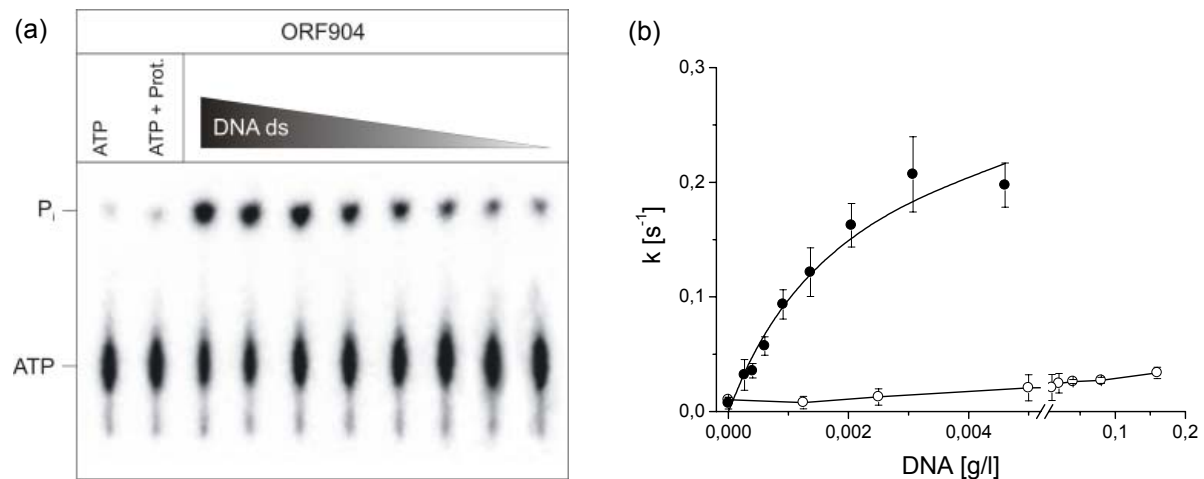 (a)
ORF904
ATP
ATP + Prot.
DNA ds
Pi
ATP
(b)
k [s-1]
0,3
0,2
0,1
0,0
0,000
0,002
0,004
0,1
0,2
DNA [g/l]